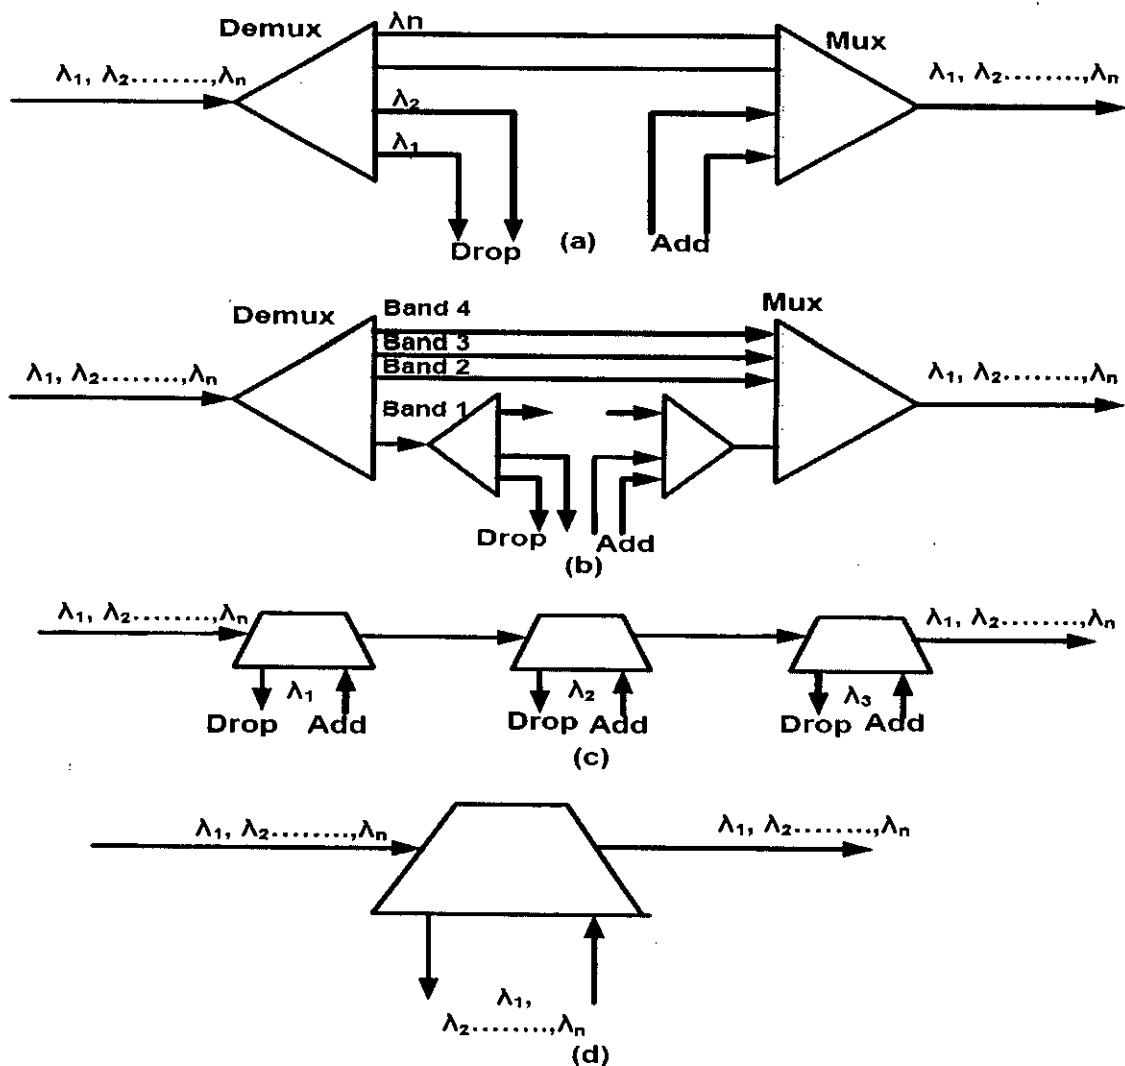 Demux λn Mux
λ₁, λ₂.........,λₙ λ₁, λ₂.........,λₙ
λ₂
λ₁
Drop (a) Add
Demux Band 4 Mux
Band 3
λ₁, λ₂.........,λₙ Band 2 λ₁, λ₂.........,λₙ
Band 1
Drop Add
(b)
λ₁, λ₂.........,λₙ λ₁, λ₂.........,λₙ
λ₁ λ₂ λ₃
Drop Add Drop Add Drop Add
(c)
λ₁, λ₂.........,λₙ λ₁, λ₂.........,λₙ
λ₁,
λ₂.........,λₙ
(d)